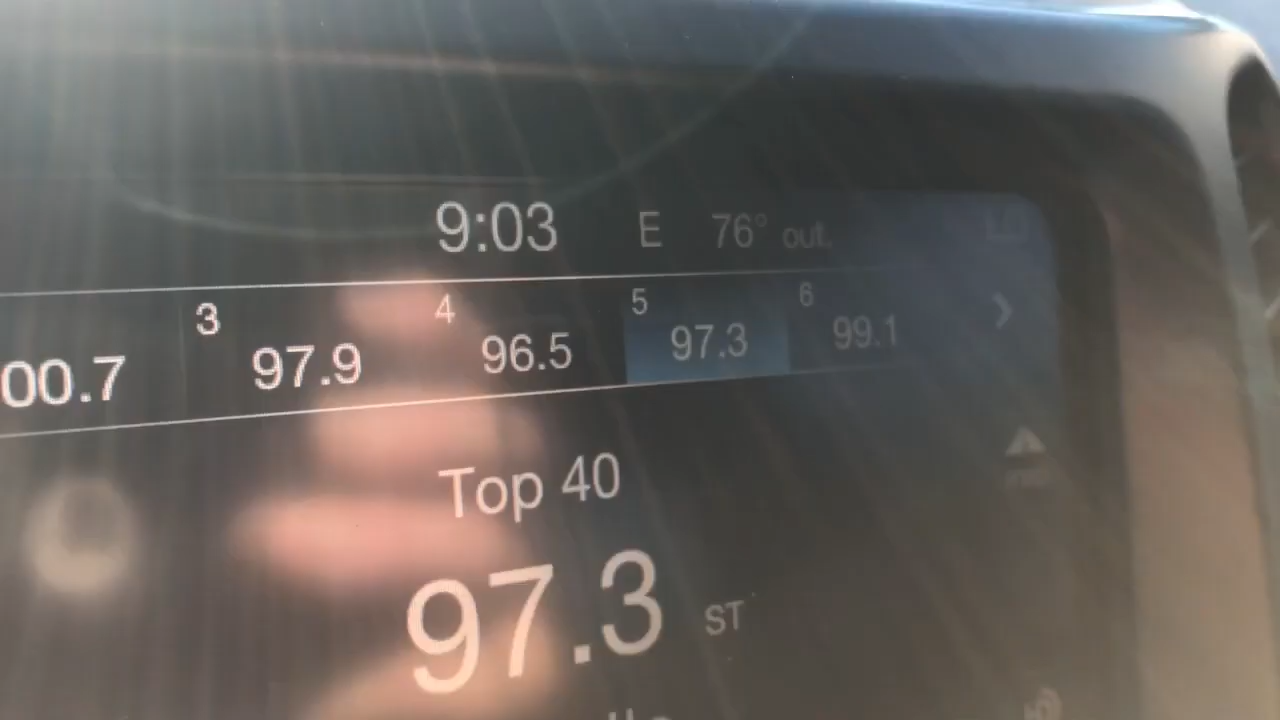 9:03 E 76° out.
3 4 5 6
00.7 97.9 96.5 97.3 99.1
Top 40
97.3 ST